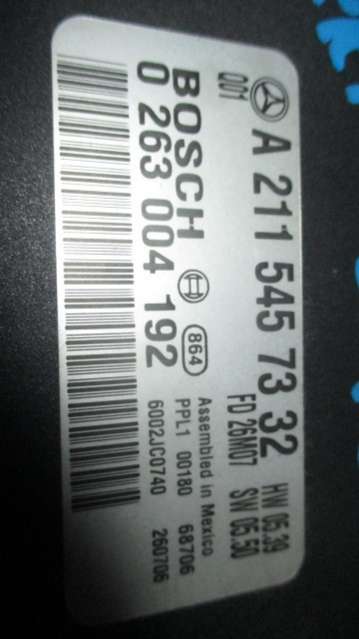 A 211 545 73 32 HW 05.39
Q01 FD 26M07 SW 05.50
BOSCH 864 Assembled in Mexico
0 263 004 192 PPL1 00180 68706
6002JC0740 260706